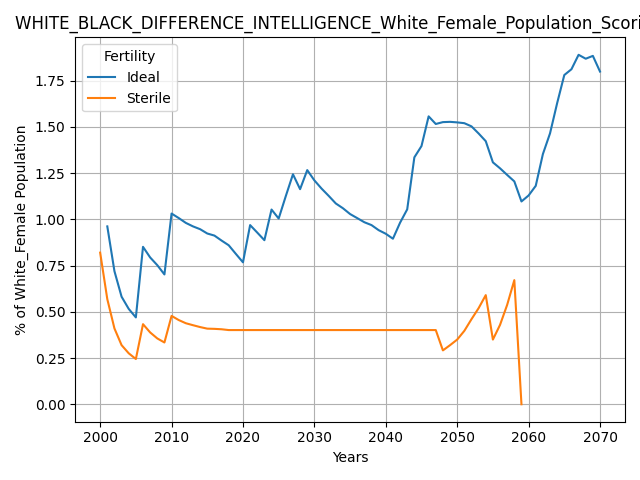 WHITE_BLACK_DIFFERENCE_INTELLIGENCE_White_Female_Population_Scori
Fertility
Ideal
Sterile
% of White_Female Population
1.75
1.50
1.25
1.00
0.75
0.50
0.25
0.00
2000 2010 2020 2030 2040 2050 2060 2070
Years